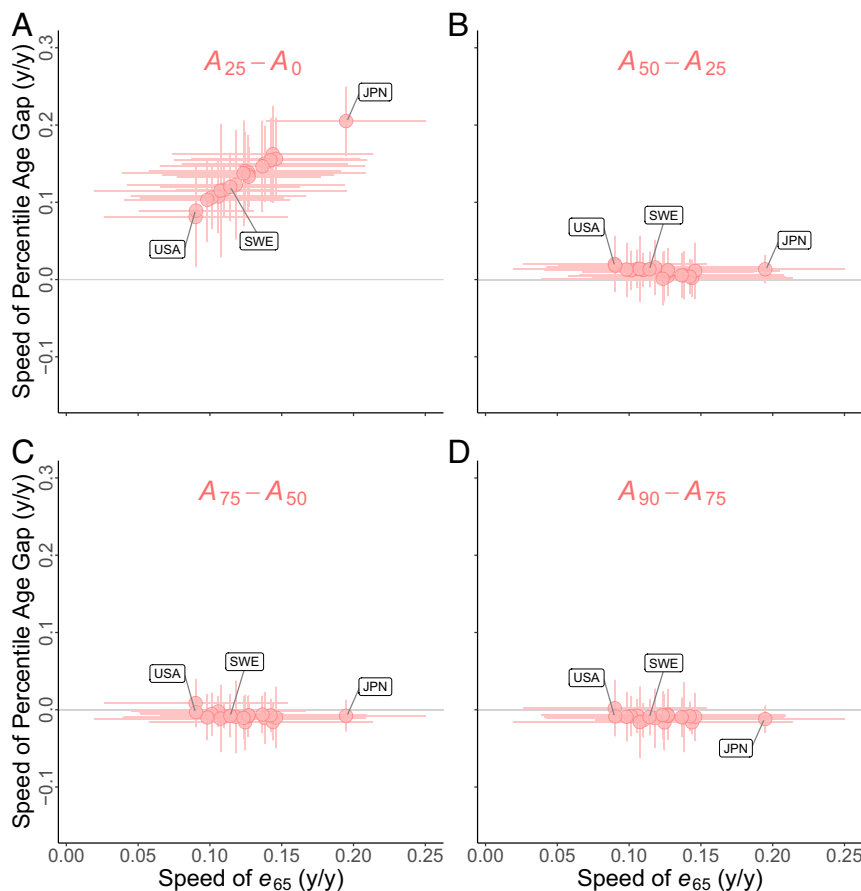 A
B
A25 – A0
A50 – A25
JPN
USA
SWE
USA
SWE
JPN
Speed of Percentile Age Gap (y/y)
0.3
0.2
0.1
0.0
−0.1
C
D
A75 – A50
A90 – A75
USA
SWE
JPN
USA
SWE
JPN
Speed of Percentile Age Gap (y/y)
0.3
0.2
0.1
0.0
−0.1
0.00 0.05 0.10 0.15 0.20 0.25
0.00 0.05 0.10 0.15 0.20 0.25
Speed of e65 (y/y)
Speed of e65 (y/y)